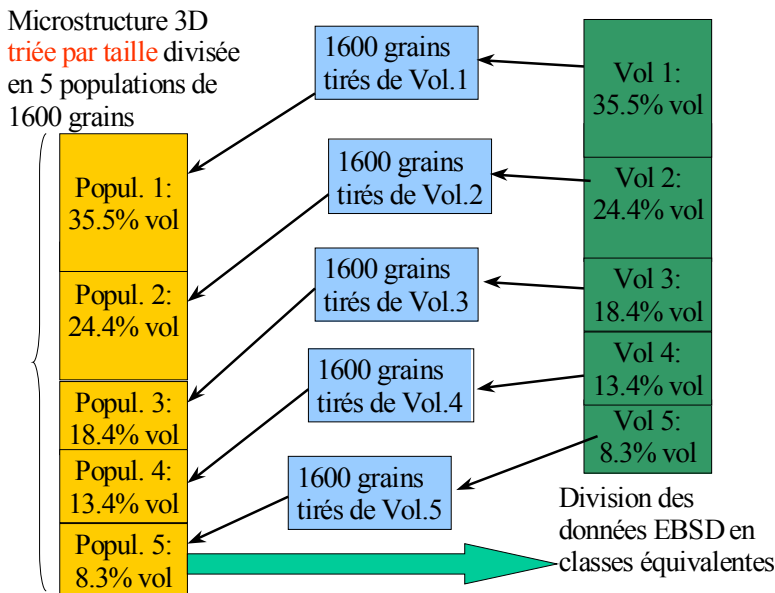 Microstructure 3D
triée par taille divisée
en 5 populations de
1600 grains
Popul. 1:
35.5% vol
Popul. 2:
24.4% vol
Popul. 3:
18.4% vol
Popul. 4:
13.4% vol
Popul. 5:
8.3% vol
1600 grains
tirés de Vol.1
1600 grains
tirés de Vol.2
1600 grains
tirés de Vol.3
1600 grains
tirés de Vol.4
1600 grains
tirés de Vol.5
Vol 1:
35.5% vol
Vol 2:
24.4% vol
Vol 3:
18.4% vol
Vol 4:
13.4% vol
Vol 5:
8.3% vol
Division des
données EBSD en
classes équivalentes